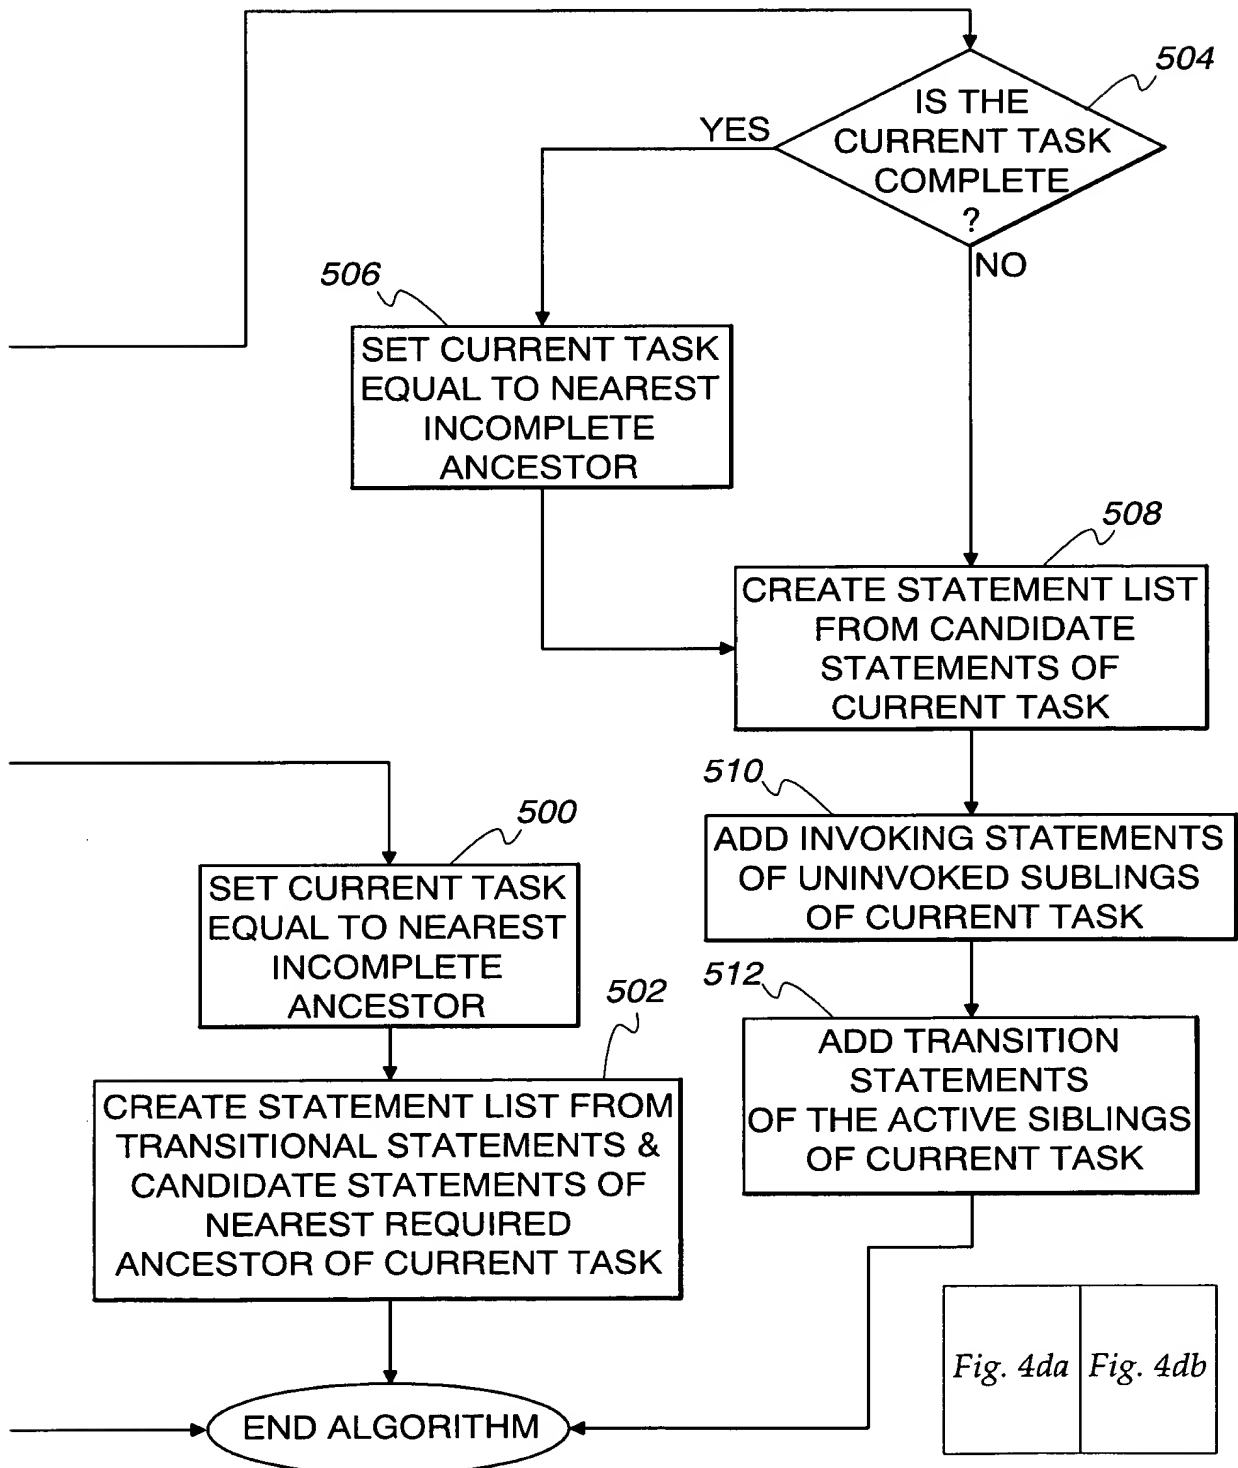 504
IS THE
CURRENT TASK
COMPLETE
?
YES
NO
506
SET CURRENT TASK
EQUAL TO NEAREST
INCOMPLETE
ANCESTOR
508
CREATE STATEMENT LIST
FROM CANDIDATE
STATEMENTS OF
CURRENT TASK
510
ADD INVOKING STATEMENTS
OF UNINVOKED SUBLINGS
OF CURRENT TASK
500
SET CURRENT TASK
EQUAL TO NEAREST
INCOMPLETE
ANCESTOR
512
ADD TRANSITION
STATEMENTS
OF THE ACTIVE SIBLINGS
OF CURRENT TASK
502
CREATE STATEMENT LIST FROM
TRANSITIONAL STATEMENTS &
CANDIDATE STATEMENTS OF
NEAREST REQUIRED
ANCESTOR OF CURRENT TASK
END ALGORITHM
Fig. 4da
Fig. 4db